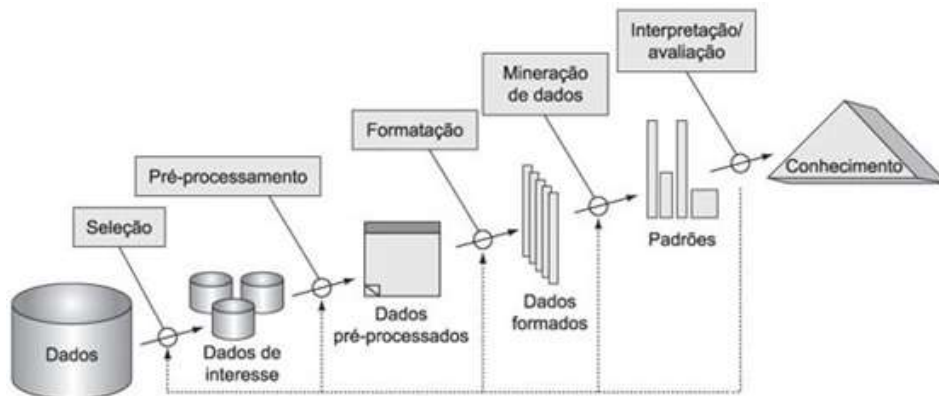 Interpretação/
avaliação
Mineração
de dados
Formatação
Pré-processamento
Seleção
Dados
Dados de
interesse
Dados
pré-processados
Dados
formados
Padrões
Conhecimento